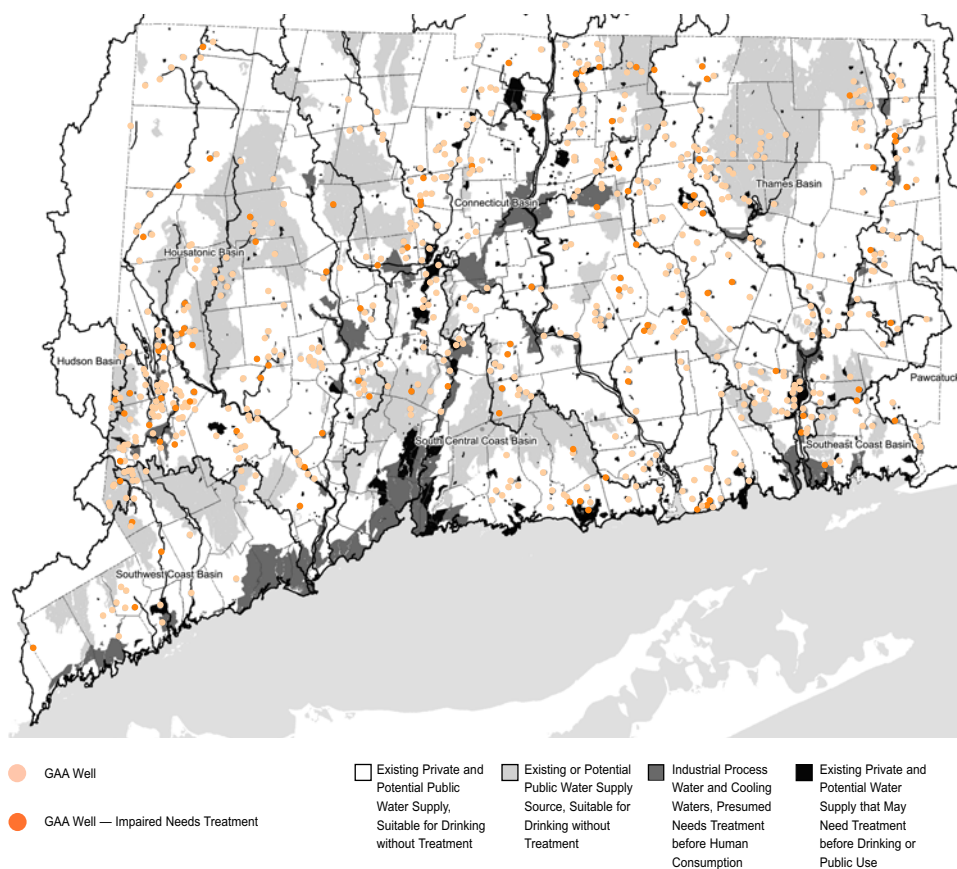 Thames Basin
Connecticut Basin
Housatonic Basin
Hudson Basin
Pawcatuck
South Central Coast Basin
Southeast Coast Basin
Southwest Coast Basin
GAA Well
GAA Well — Impaired Needs Treatment
Existing Private and
Potential Public
Water Supply,
Suitable for Drinking
without Treatment
Existing or Potential
Public Water Supply
Source, Suitable for
Drinking without
Treatment
Industrial Process
Water and Cooling
Waters, Presumed
Needs Treatment
before Human
Consumption
Existing Private and
Potential Water
Supply that May
Need Treatment
before Drinking or
Public Use